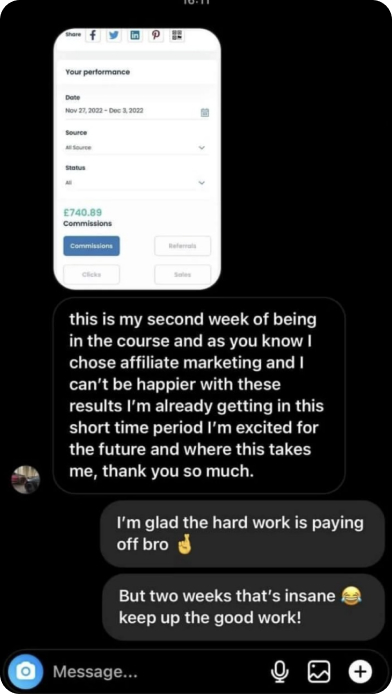 16:11
Share
Your performance
Date
Nov 27, 2022 - Dec 3, 2022
Source
All Source
Status
All
£740.89
Commissions
Commissions
Referrals
Clicks
Sales
this is my second week of being
in the course and as you know I
chose affiliate marketing and I
can't be happier with these
results I'm already getting in this
short time period I'm excited for
the future and where this takes
me, thank you so much.
I'm glad the hard work is paying
off bro 🤞
But two weeks that's insane 😂
keep up the good work!
Message...